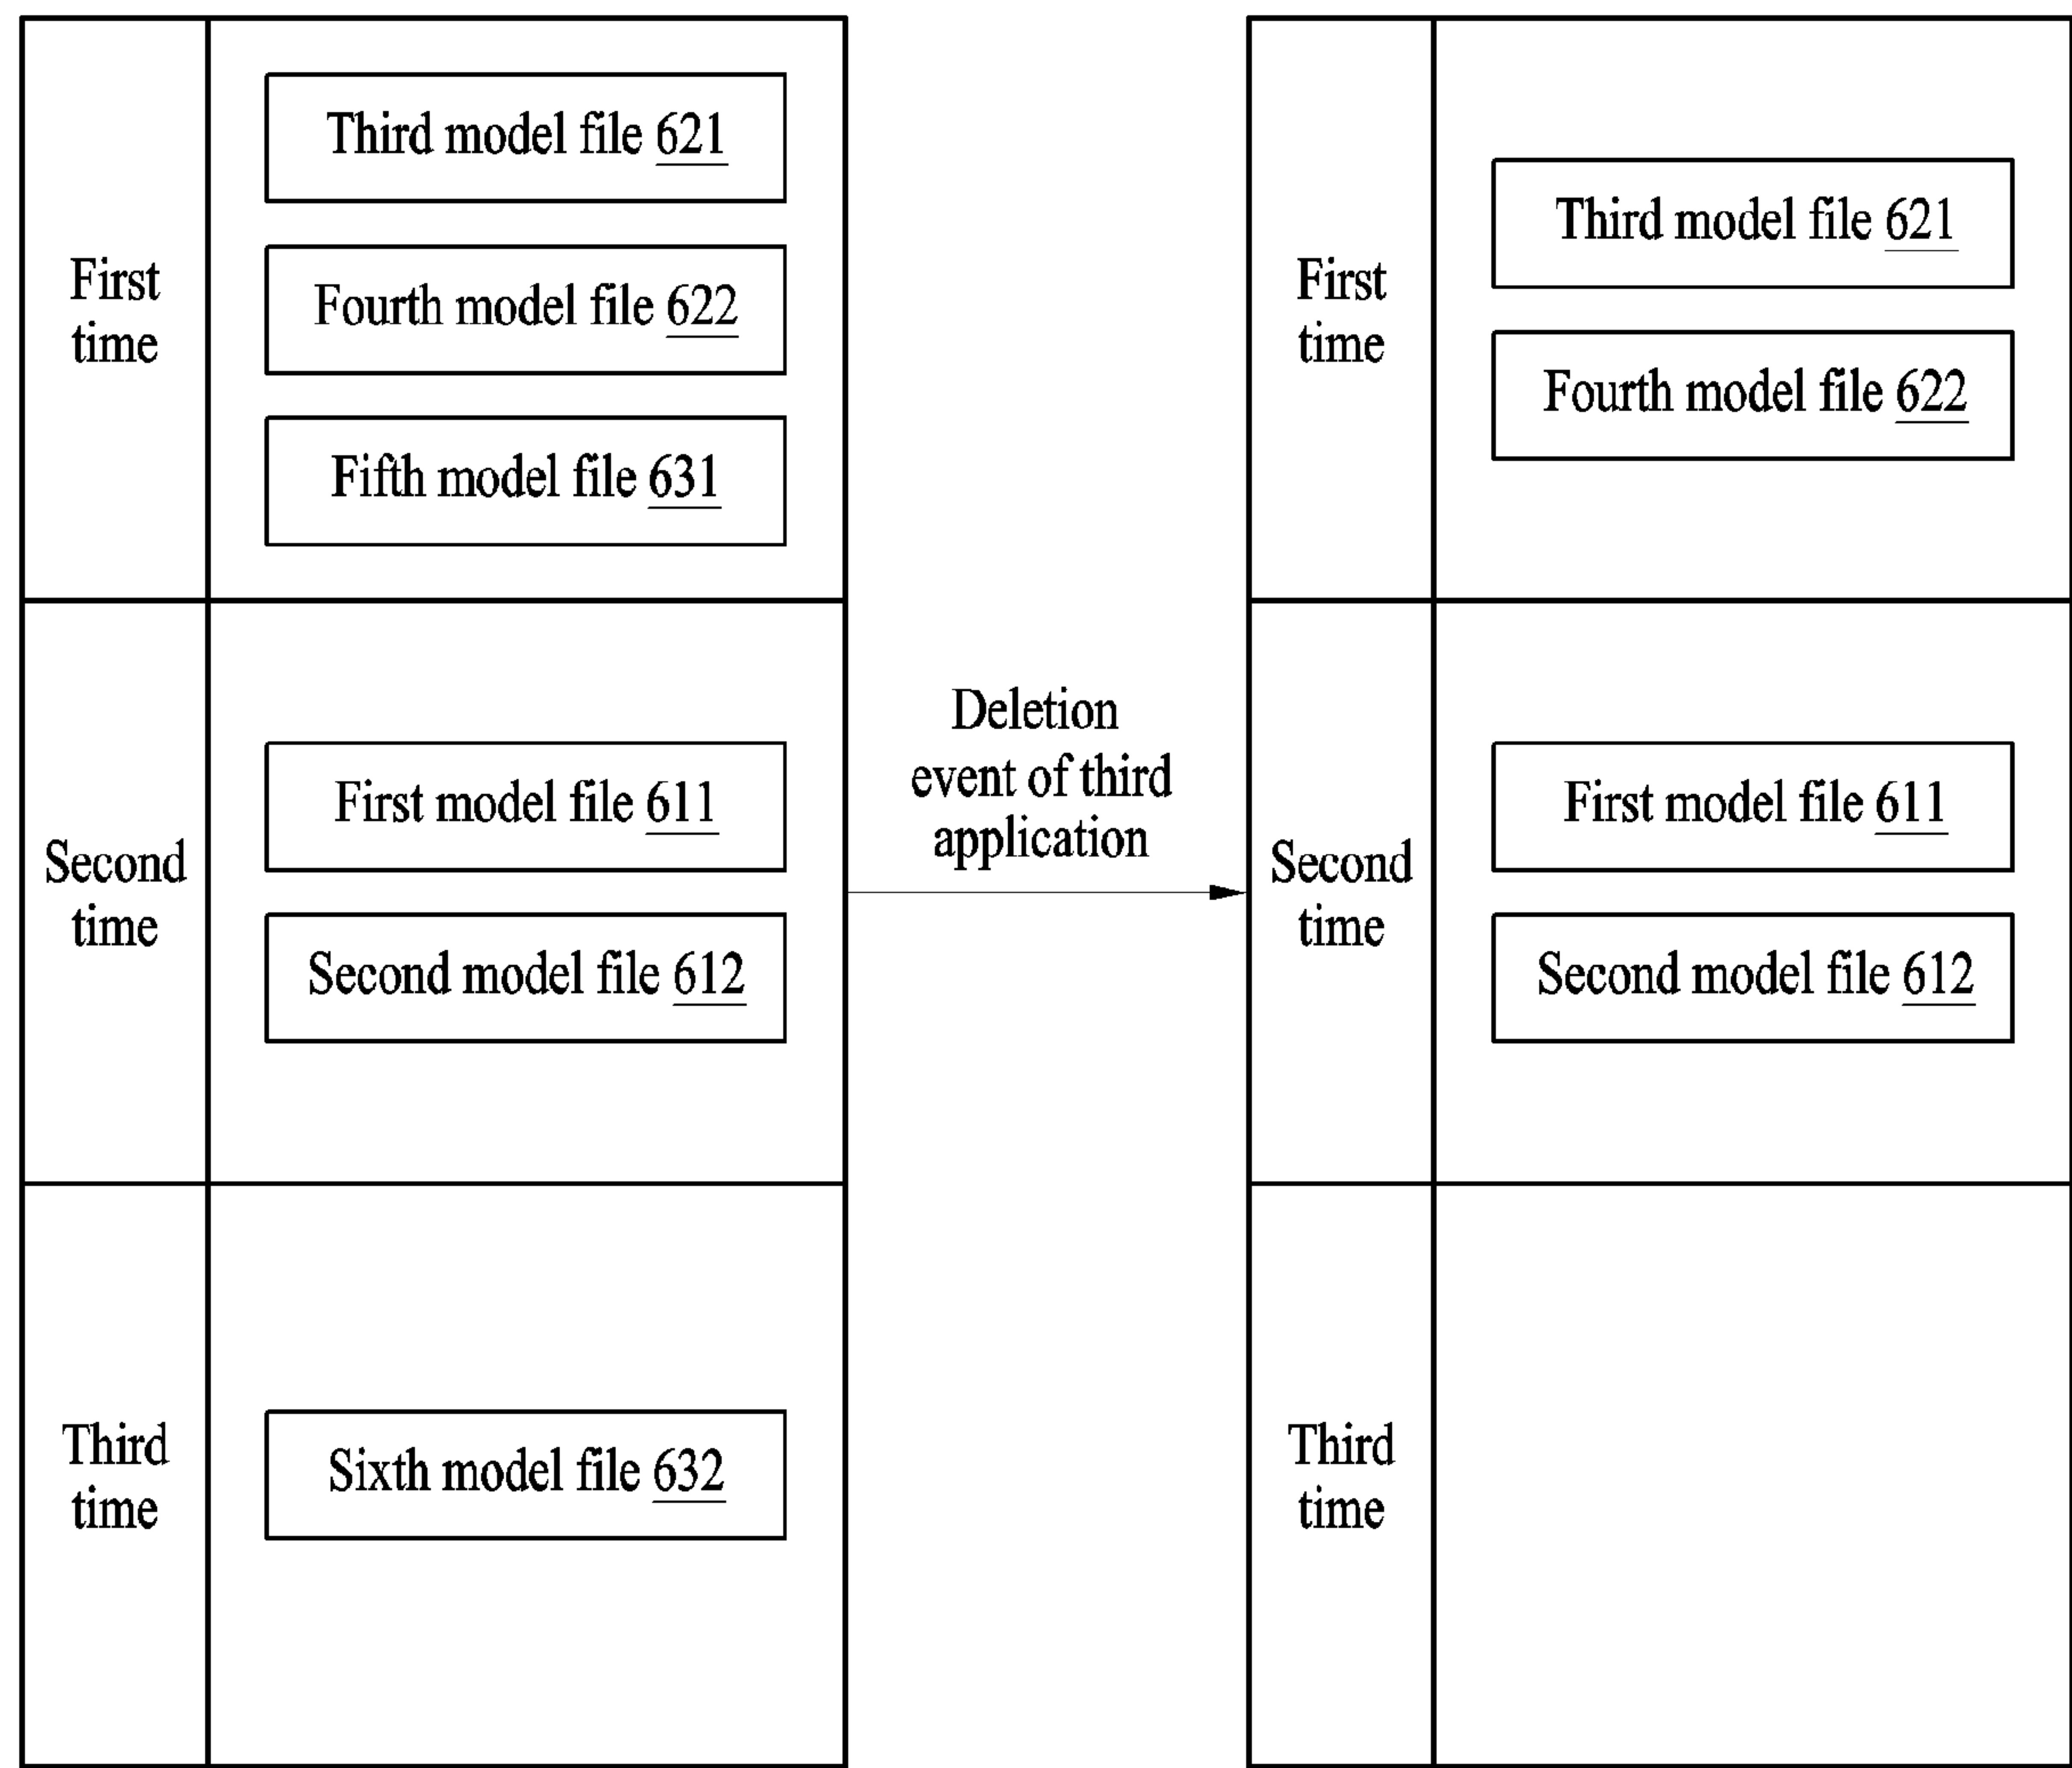 First
time
Third model file 621
Fourth model file 622
Fifth model file 631
Second
time
First model file 611
Second model file 612
Third
time
Sixth model file 632
Deletion
event of third
application
First
time
Third model file 621
Fourth model file 622
Second
time
First model file 611
Second model file 612
Third
time